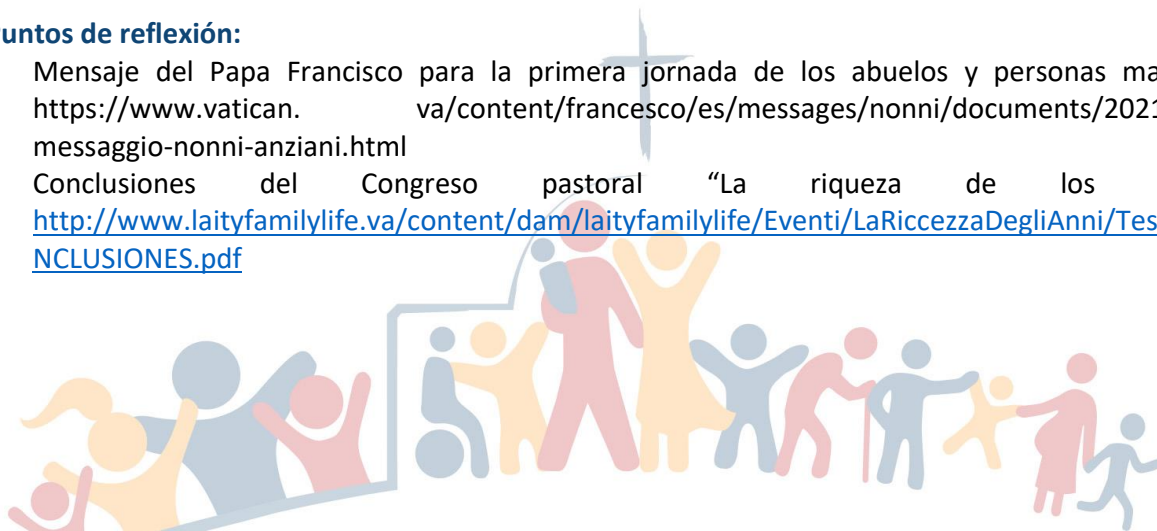 untos de reflexión:
Mensaje del Papa Francisco para la primera jornada de los abuelos y personas ma
https://www.vatican. va/content/francesco/es/messages/nonni/documents/2021
messaggio-nonni-anziani.html
Conclusiones del Congreso pastoral “La riqueza de los
http://www.laityfamilylife.va/content/dam/laityfamilylife/Eventi/LaRiccezzaDegliAnni/Tes
NCLUSIONES.pdf